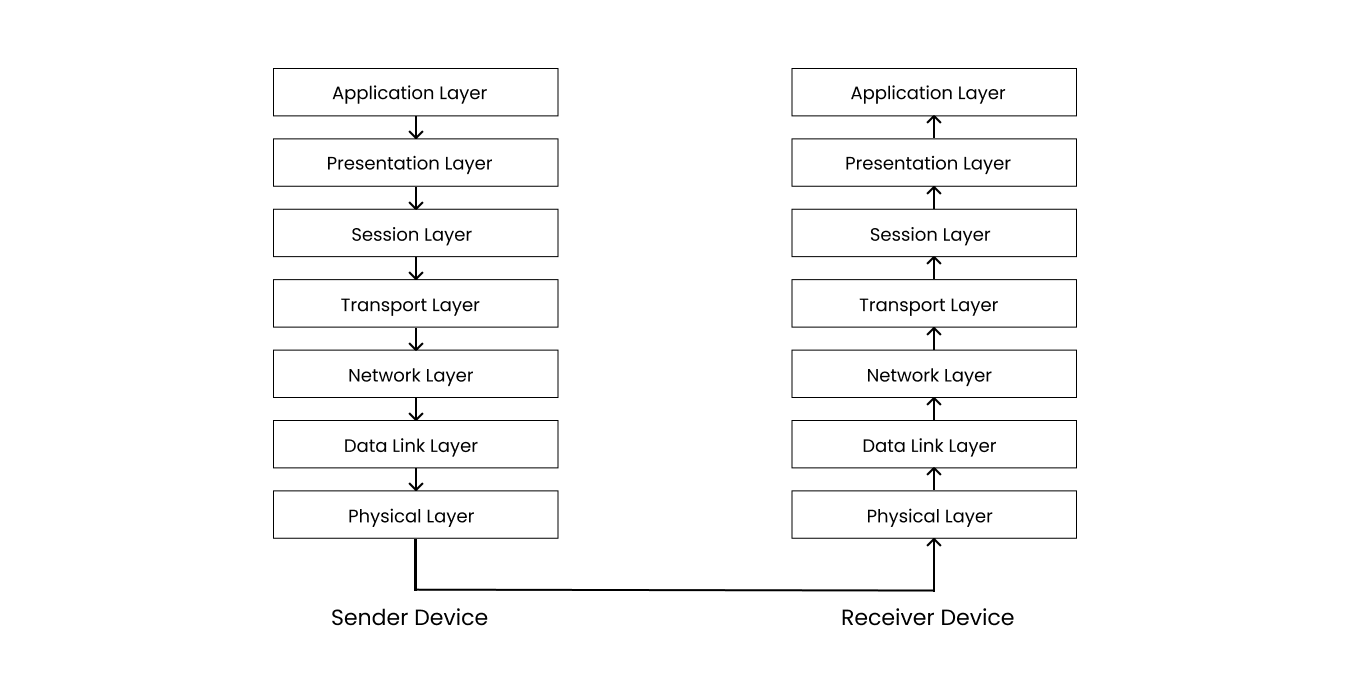 Application Layer
Presentation Layer
Session Layer
Transport Layer
Network Layer
Data Link Layer
Physical Layer
Sender Device
Application Layer
Presentation Layer
Session Layer
Transport Layer
Network Layer
Data Link Layer
Physical Layer
Receiver Device